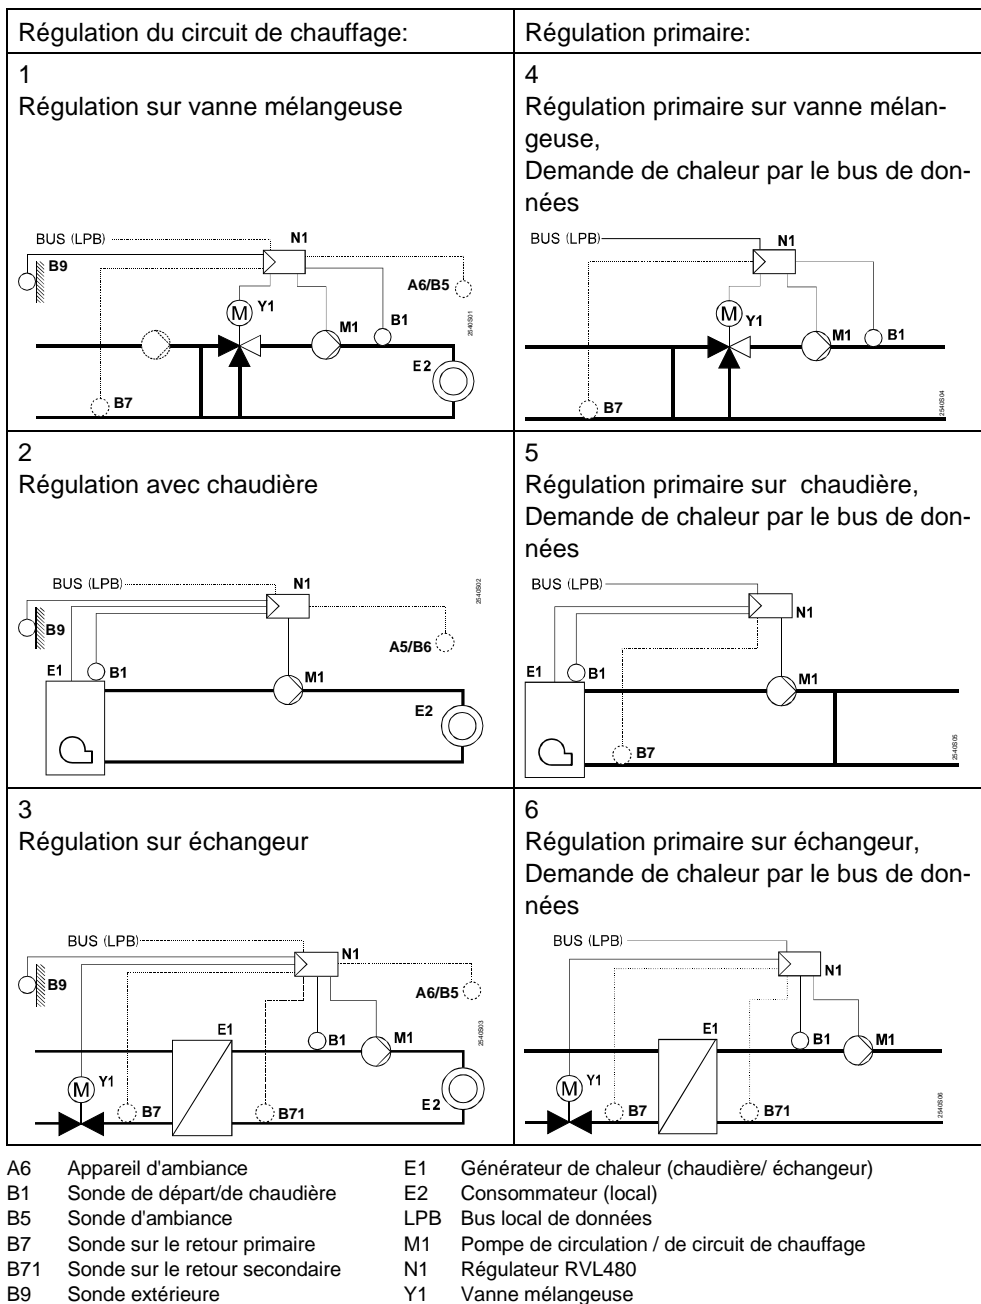 Régulation du circuit de chauffage:
Régulation primaire:
1
Régulation sur vanne mélangeuse
BUS (LPB)
N1
B9
A6/B5
Y1
M
M1
B1
E2
B7
2540S01
4
Régulation primaire sur vanne mélan-
geuse,
Demande de chaleur par le bus de don-
nées
BUS (LPB)
N1
M
Y1
M1
B1
B7
2540S04
2
Régulation avec chaudière
BUS (LPB)
N1
B9
A5/B6
E1
B1
M1
E2
2540S02
5
Régulation primaire sur chaudière,
Demande de chaleur par le bus de don-
nées
BUS (LPB)
N1
E1
B1
M1
B7
2540S05
3
Régulation sur échangeur
BUS (LPB)
N1
B9
A6/B5
E1
B1
M1
Y1
M
B7
B71
E2
2540S03
6
Régulation primaire sur échangeur,
Demande de chaleur par le bus de don-
nées
BUS (LPB)
N1
E1
B1
M1
Y1
M
B7
B71
2540S06
A6 Appareil d'ambiance
B1 Sonde de départ/de chaudière
B5 Sonde d'ambiance
B7 Sonde sur le retour primaire
B71 Sonde sur le retour secondaire
B9 Sonde extérieure
E1 Générateur de chaleur (chaudière/ échangeur)
E2 Consommateur (local)
LPB Bus local de données
M1 Pompe de circulation / de circuit de chauffage
N1 Régulateur RVL480
Y1 Vanne mélangeuse